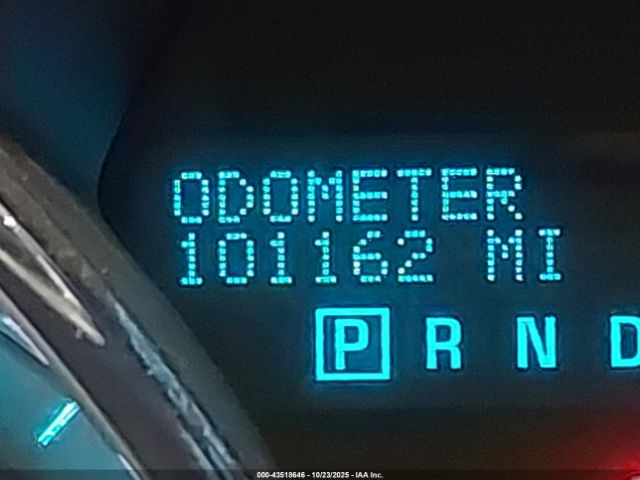 ODOMETER
101162 MI
P R N D
000-43518646 - 10/23/2025 - IAA Inc.